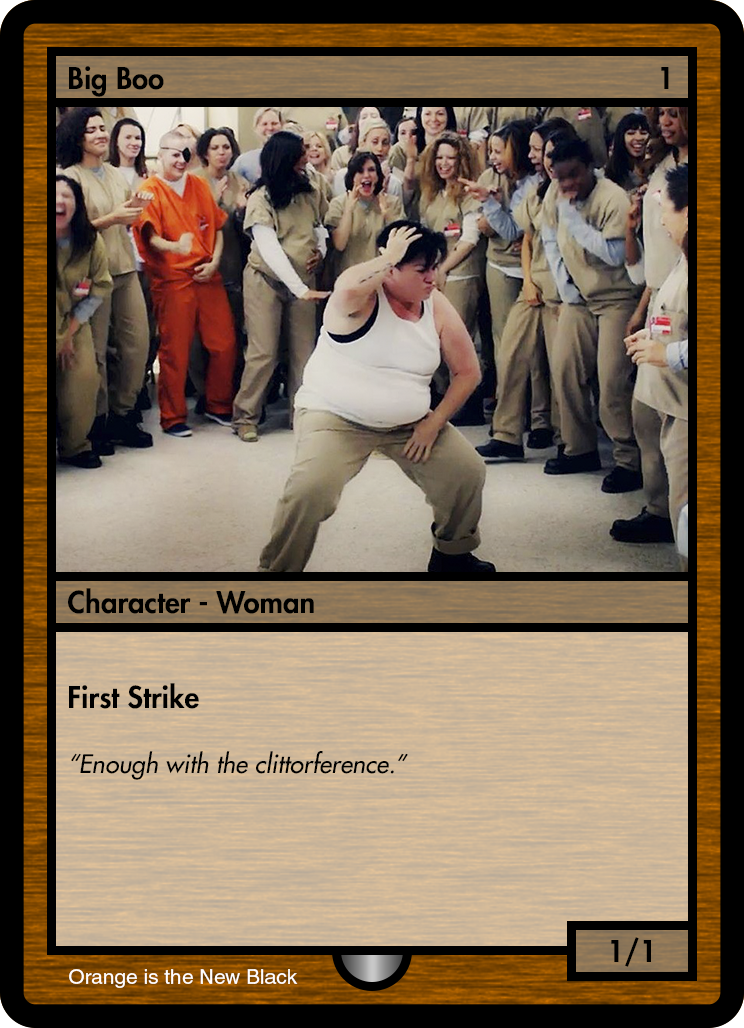 Big Boo 1
Character - Woman
First Strike
“Enough with the clittorference.”
1/1
Orange is the New Black